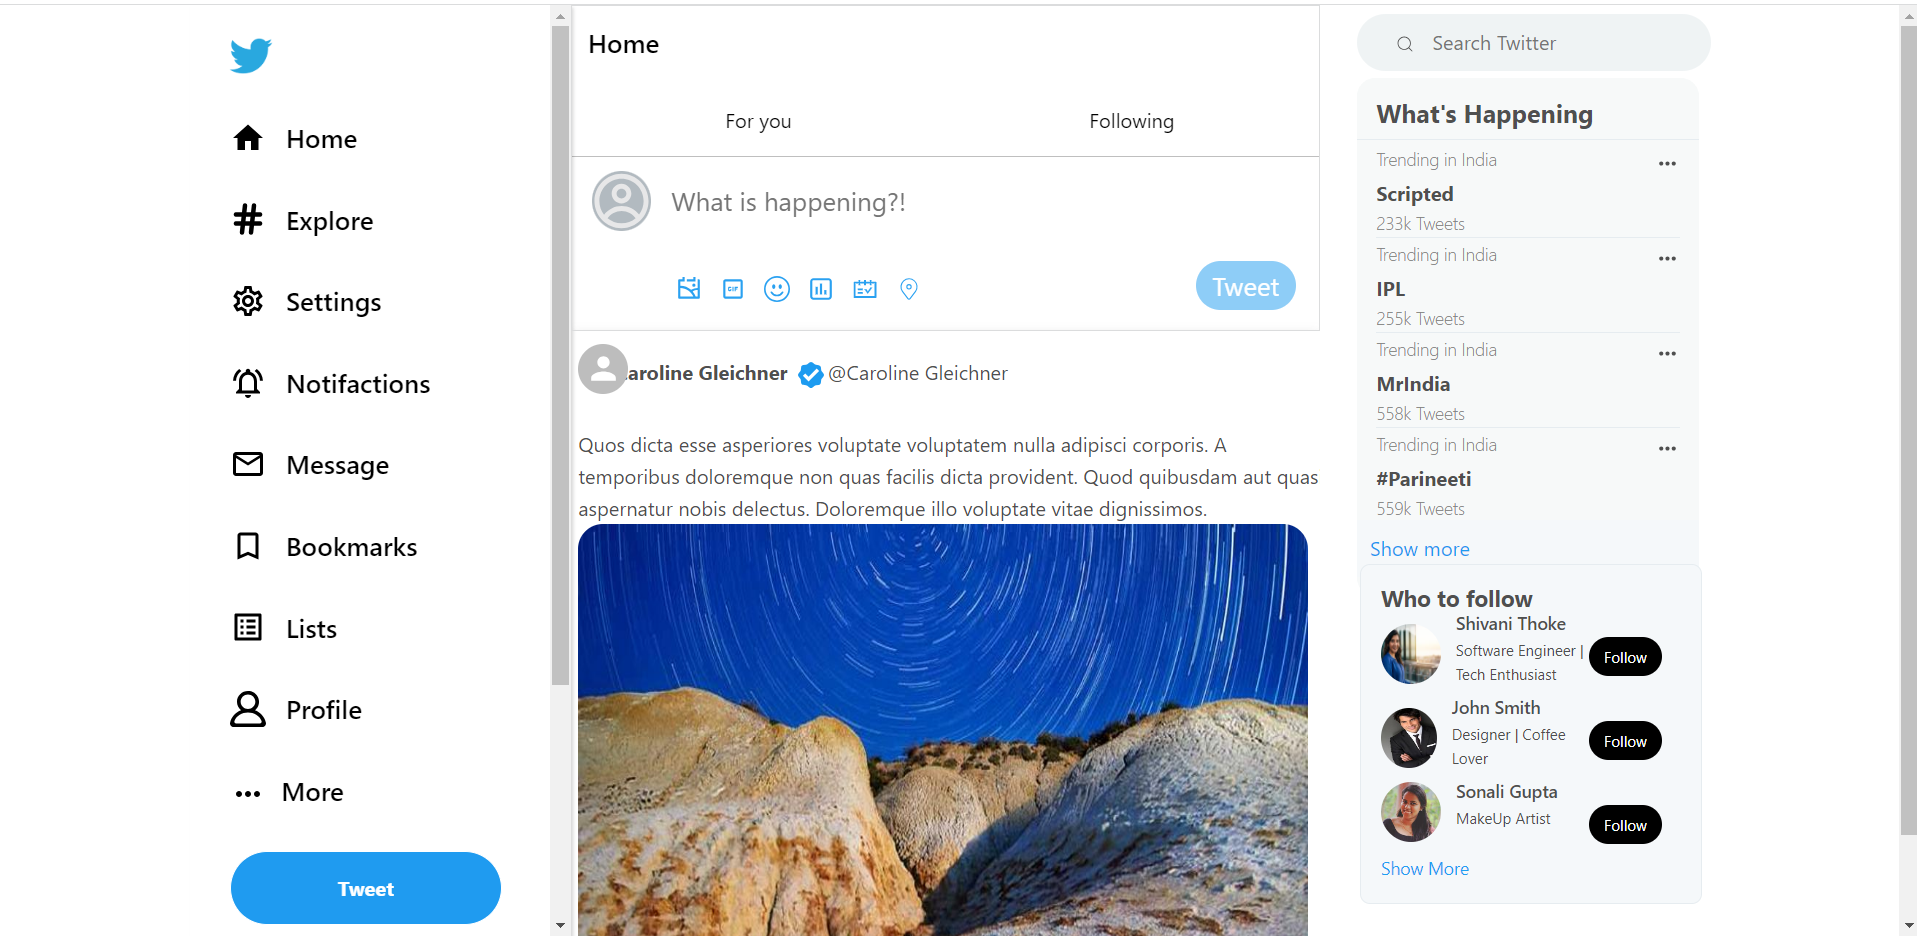 Home
Explore
Settings
Notifactions
Message
Bookmarks
Lists
Profile
More
Tweet
Home
For you
Following
What is happening?!
GIF
Tweet
aroline Gleichner @Caroline Gleichner
Quos dicta esse asperiores voluptate voluptatem nulla adipisci corporis. A
temporibus doloremque non quas facilis dicta provident. Quod quibusdam aut quas
aspernatur nobis delectus. Doloremque illo voluptate vitae dignissimos.
Search Twitter
What's Happening
Trending in India
Scripted
233k Tweets
Trending in India
IPL
255k Tweets
Trending in India
MrIndia
558k Tweets
Trending in India
#Parineeti
559k Tweets
Show more
Who to follow
Shivani Thoke
Software Engineer |
Tech Enthusiast
Follow
John Smith
Designer | Coffee
Lover
Follow
Sonali Gupta
MakeUp Artist
Follow
Show More